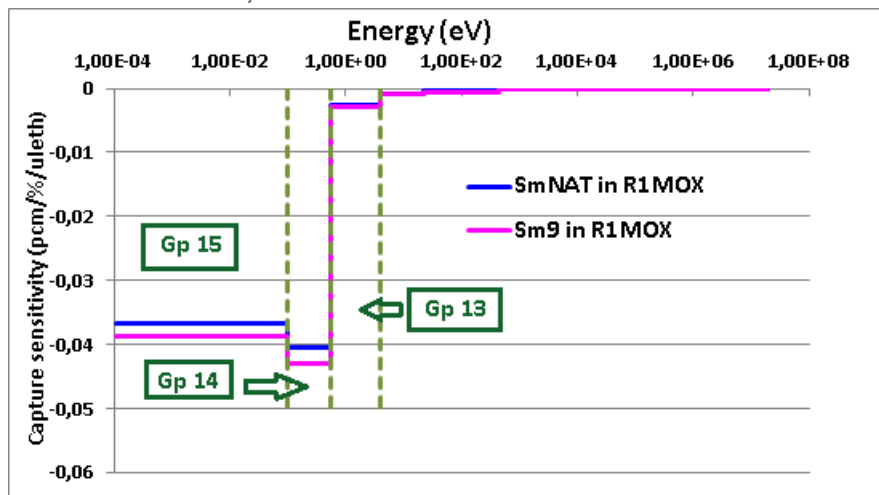 Energy (eV)
1,00E-04 1,00E-02 1,00E+00 1,00E+02 1,00E+04 1,00E+06 1,00E+08
Capture sensitivity (pcm/%/uleth)
0
-0,01
-0,02
-0,03
-0,04
-0,05
-0,06
SmNAT in R1MOX
Sm9 in R1MOX
Gp 15
Gp 13
Gp 14